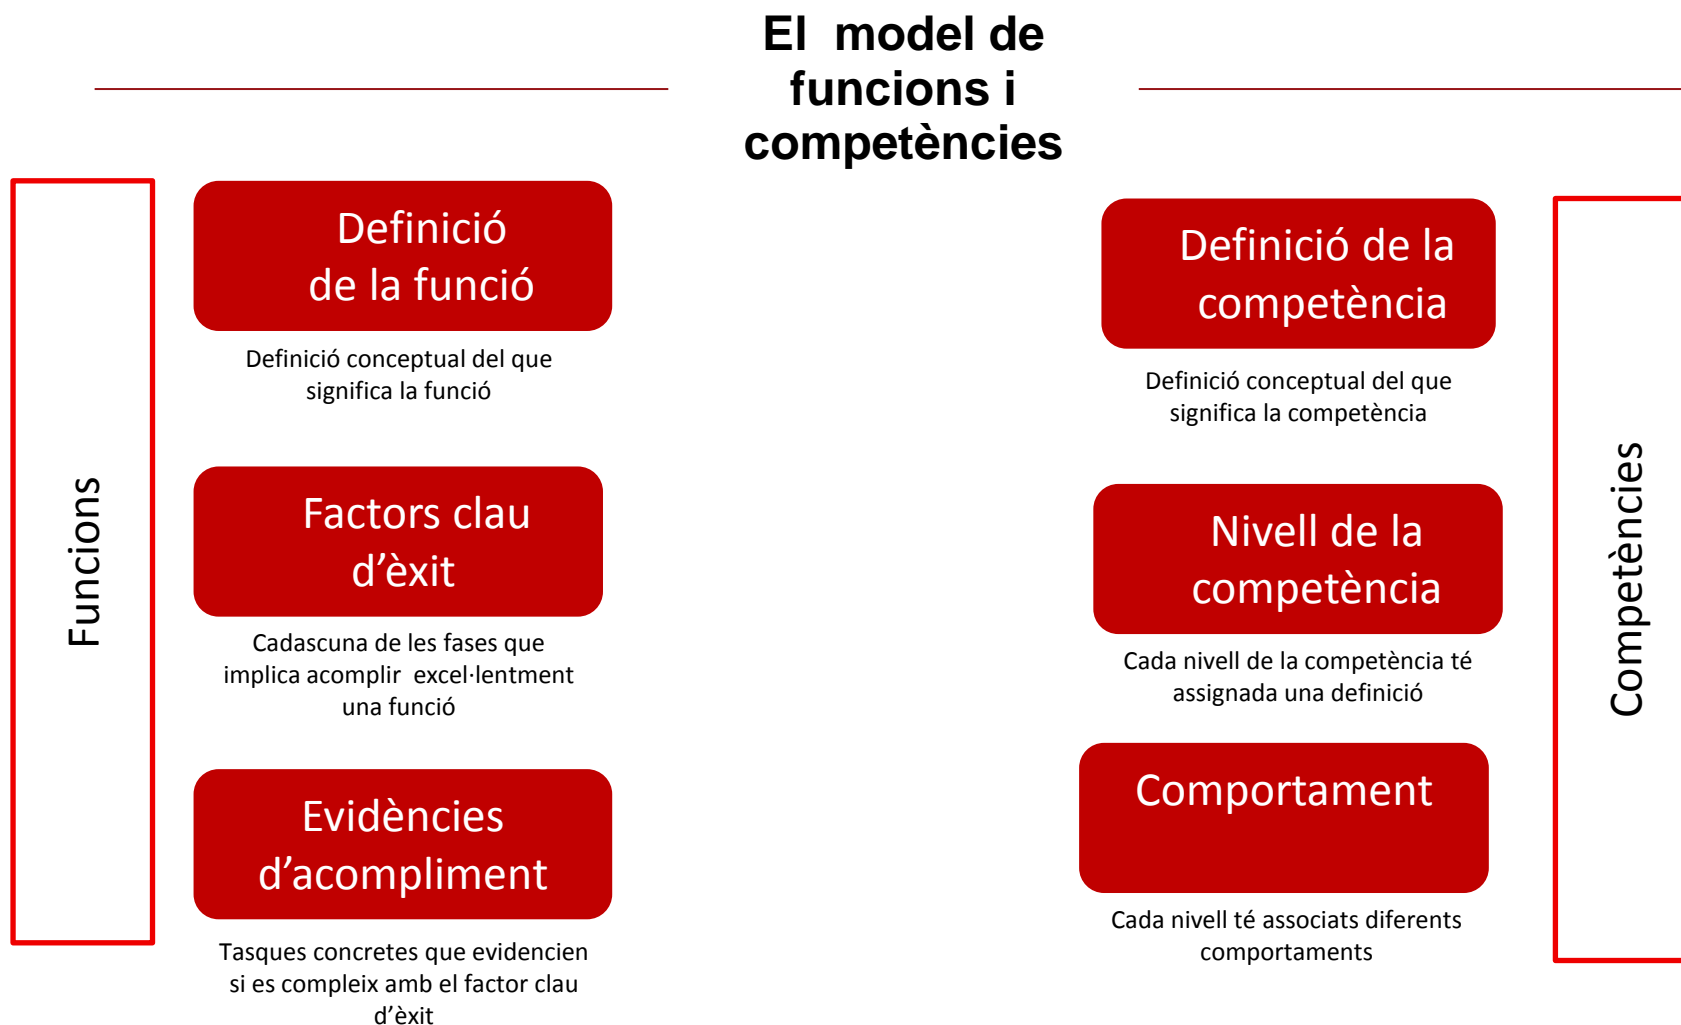 El model de
funcions i
competències
Funcions
Definició
de la funció
Definició conceptual del que
significa la funció
Factors clau
d’èxit
Cadascuna de les fases que
implica acomplir excel·lentment
una funció
Evidències
d’acompliment
Tasques concretes que evidencien
si es compleix amb el factor clau
d’èxit
Definició de la
competència
Definició conceptual del que
significa la competència
Nivell de la
competència
Cada nivell de la competència té
assignada una definició
Comportament
Cada nivell té associats diferents
comportaments
Competències